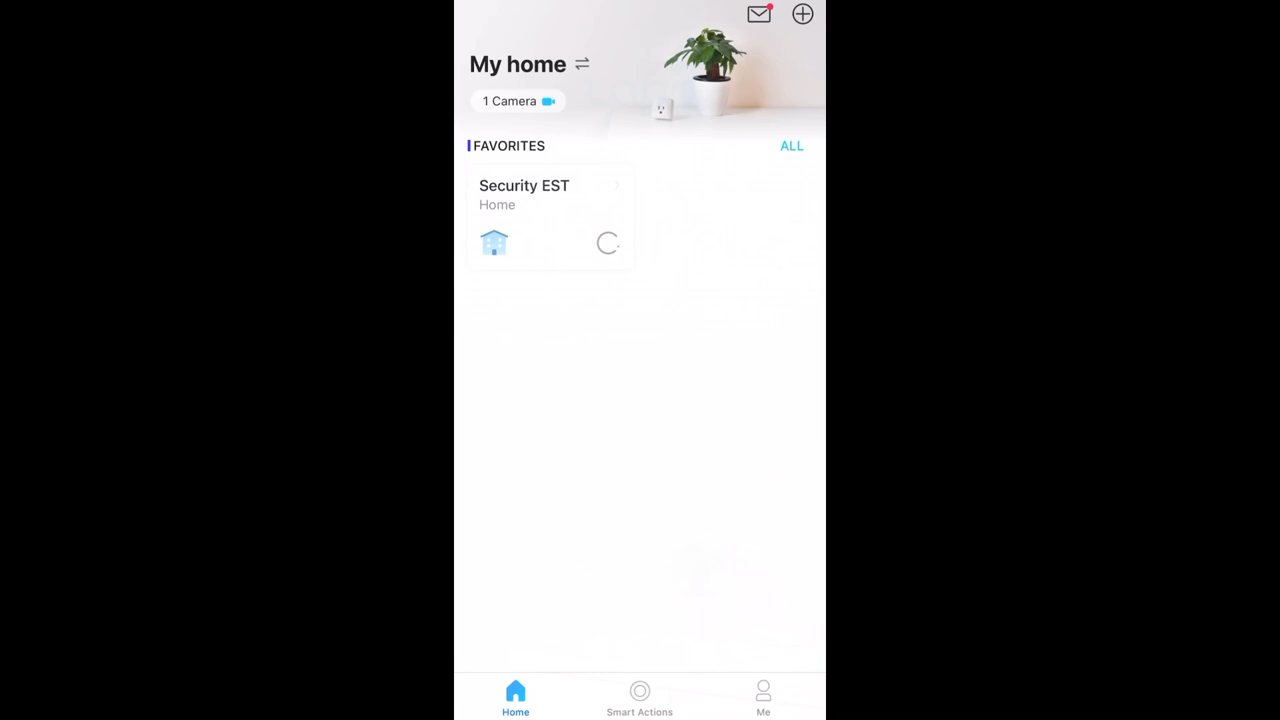 My home
1 Camera
FAVORITES
ALL
Security EST
Home
Home
Smart Actions
Me